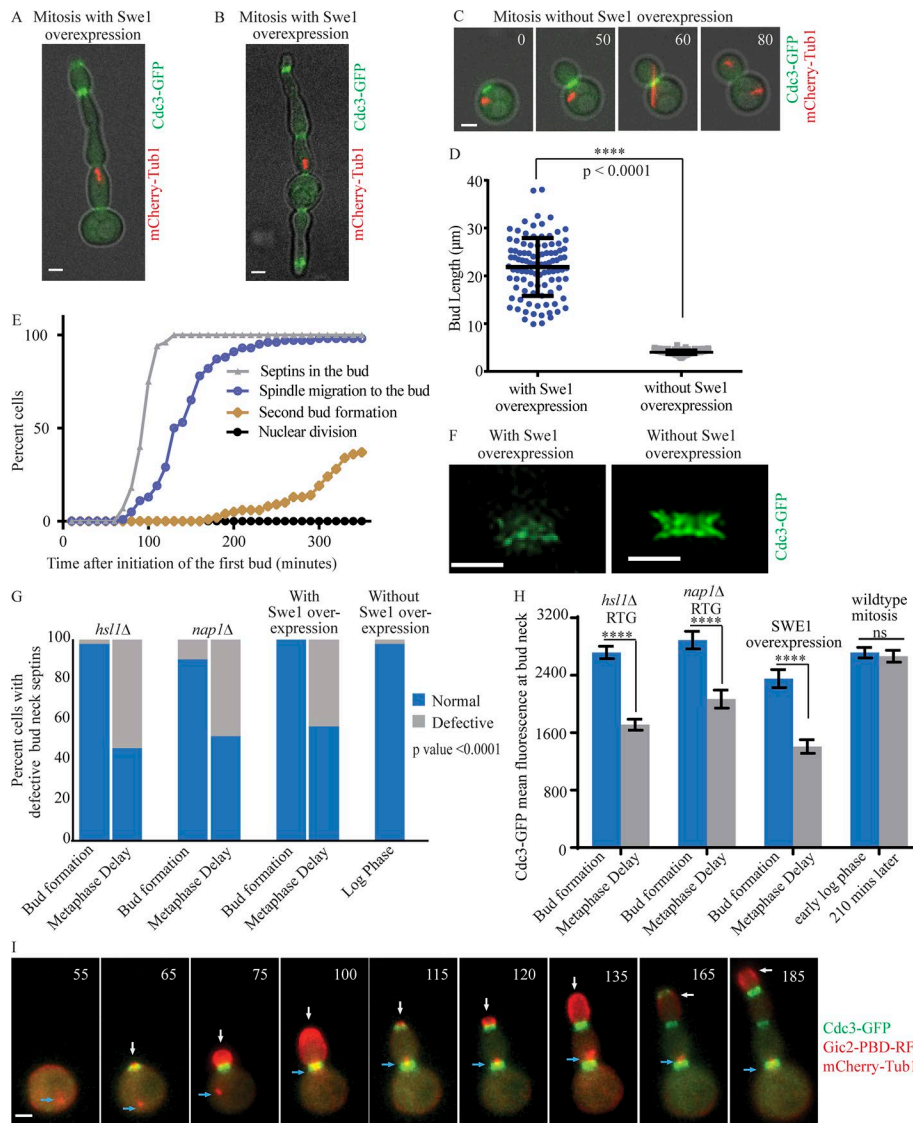 A
Mitosis with Swe1
overexpression
Cdc3-GFP
mCherry-Tub1
B
Mitosis with Swe1
overexpression
Cdc3-GFP
mCherry-Tub1
C
Mitosis without Swe1 overexpression
0
50
60
80
Cdc3-GFP
mCherry-Tub1
D
****
p < 0.0001
Bud Length (μm)
40
30
20
10
0
with Swe1
overexpression
without Swe1
overexpression
E
Percent cells
100
50
0
Septins in the bud
Spindle migration to the bud
Second bud formation
Nuclear division
100
200
300
Time after initiation of the first bud (minutes)
F
With Swe1
overexpression
Without Swe1
overexpression
Cdc3-GFP
G
Percent cells with
defective bud neck septins
100
80
60
40
20
0
hsl1Δ
nap1Δ
With
Swe1 over-
expression
Without
Swe1 over-
expression
Normal
Defective
p value <0.0001
Bud formation
Metaphase Delay
Bud formation
Metaphase Delay
Bud formation
Metaphase Delay
Log Phase
H
Cdc3-GFP mean fluorescence at bud neck
3200
2400
1600
800
0
hsl1Δ
RTG
****
nap1Δ
RTG
****
SWE1
overexpression
****
wildtype
mitosis
ns
Bud formation
Metaphase Delay
Bud formation
Metaphase Delay
Bud formation
Metaphase Delay
early log phase
210 mins later
I
55
65
75
100
115
120
135
165
185
Cdc3-GFP
Gic2-PBD-RF
mCherry-Tub1